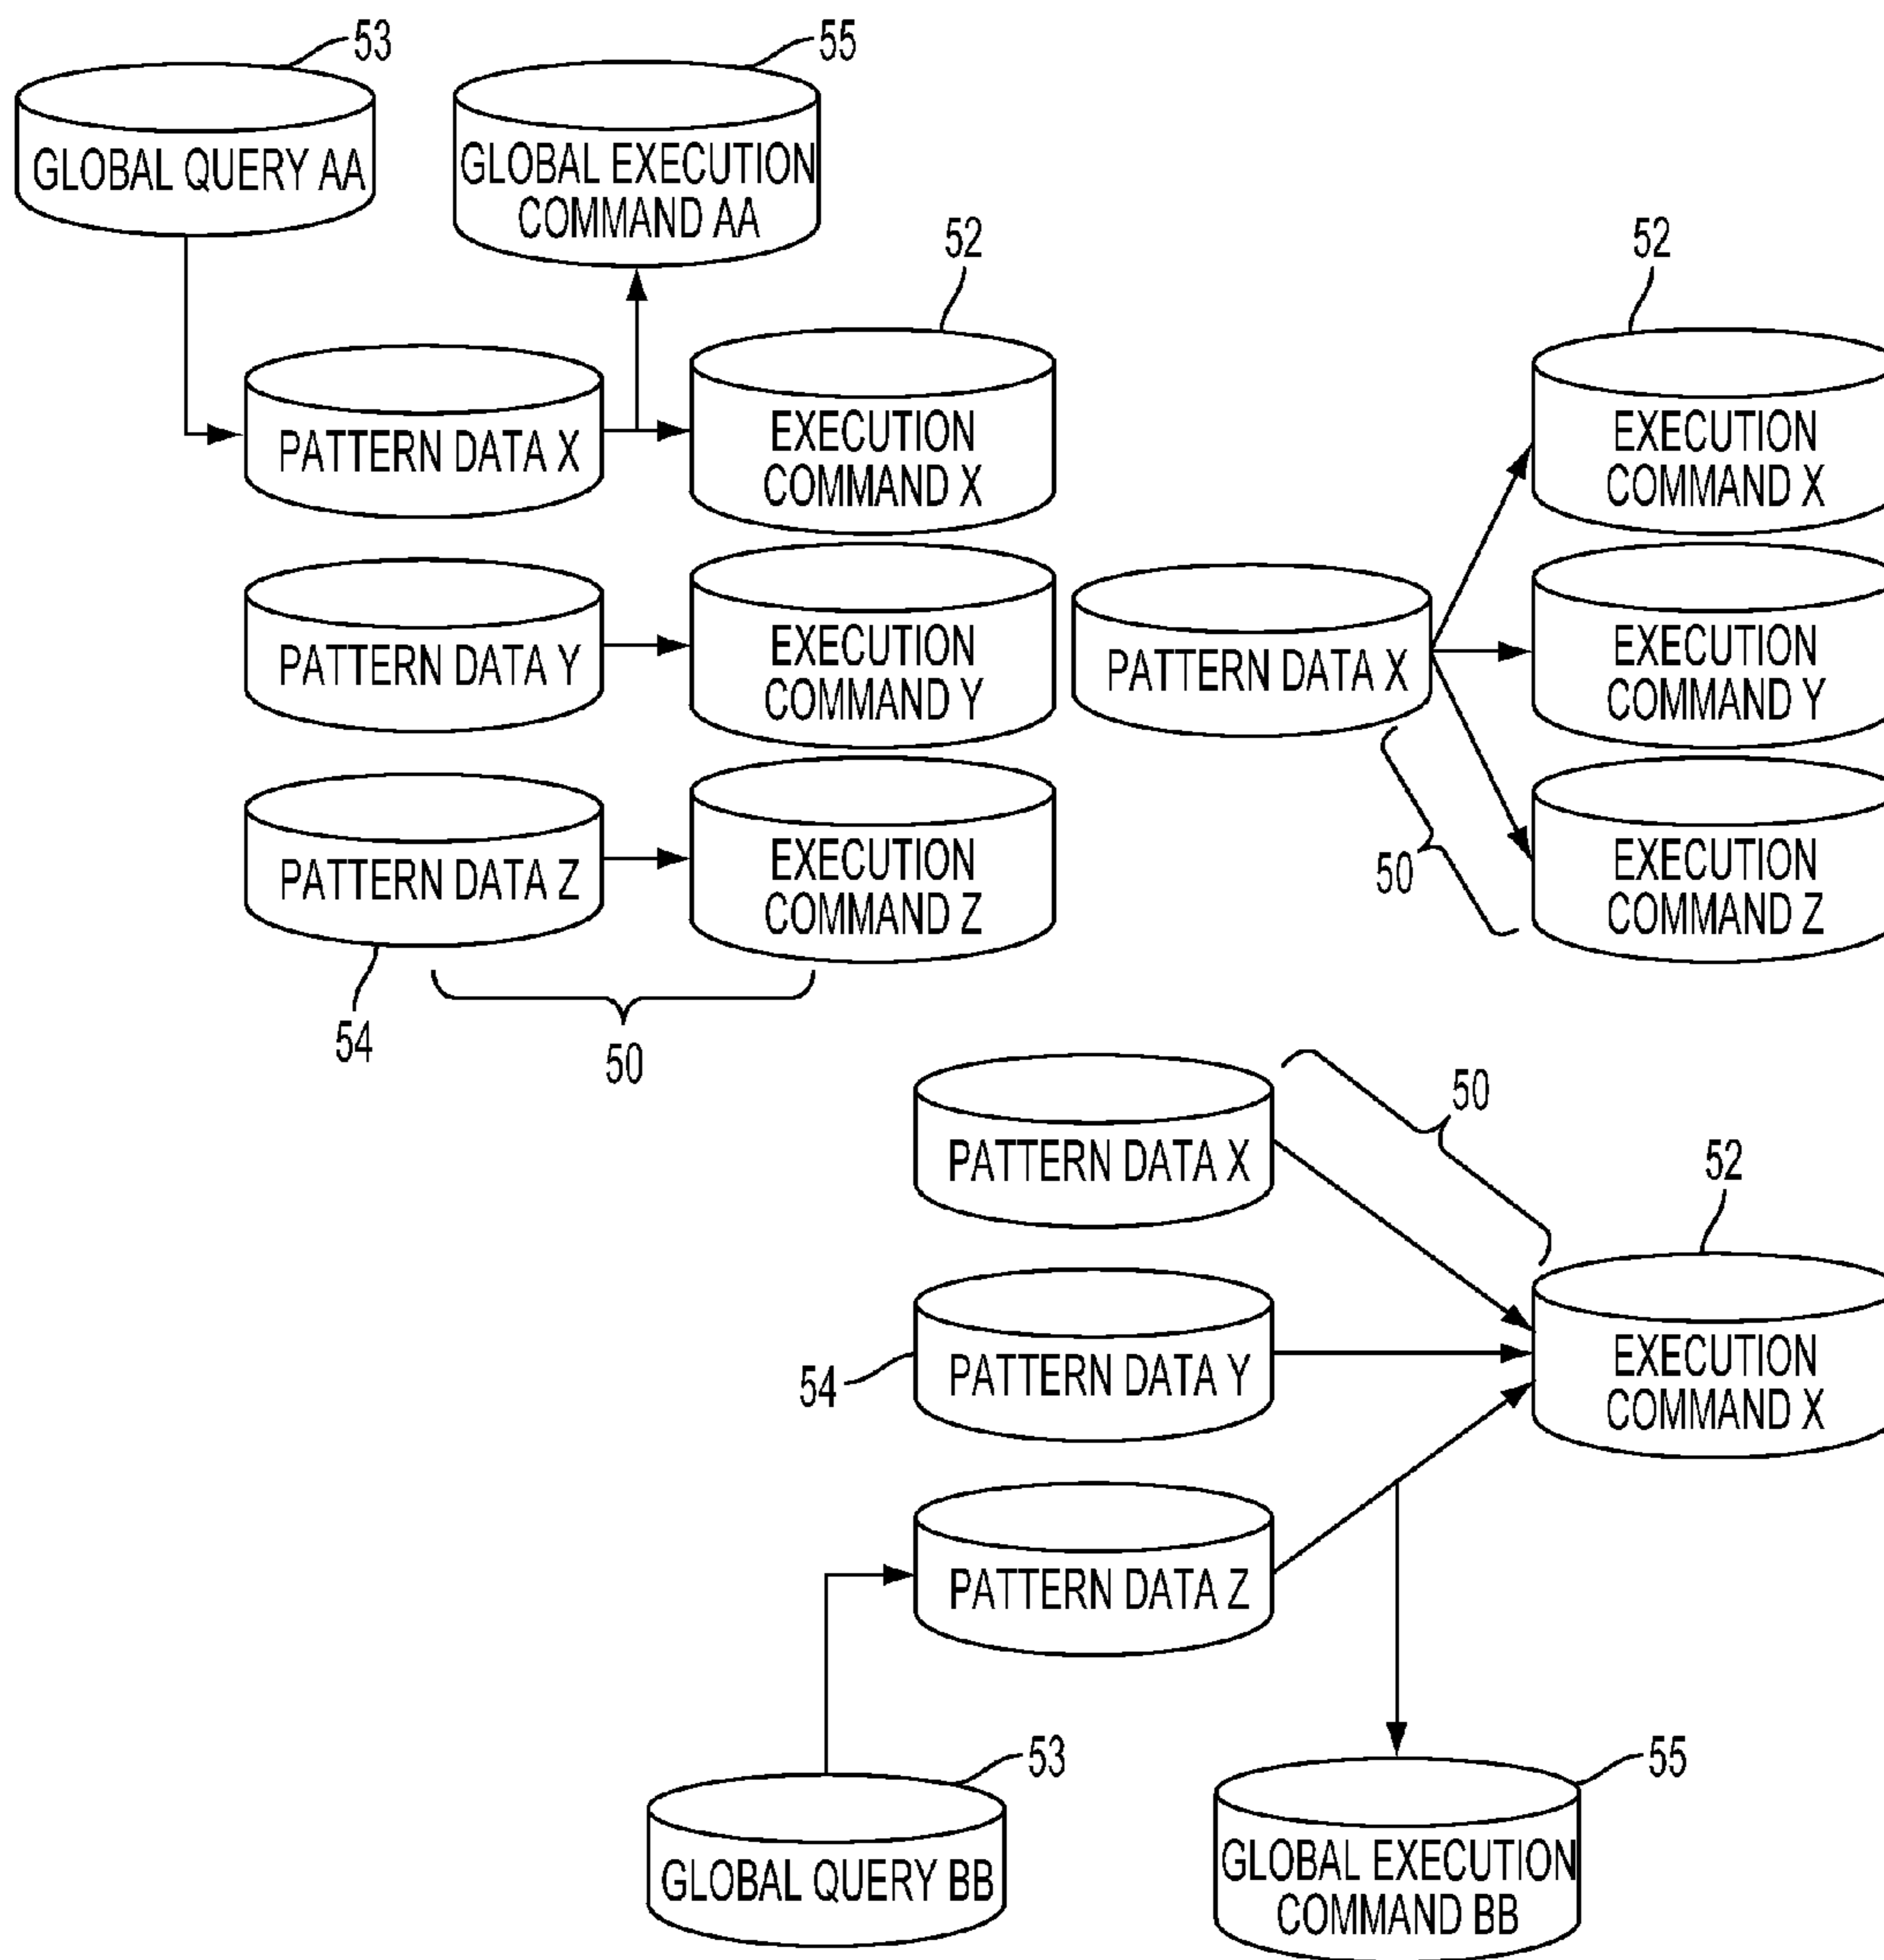 53
55
GLOBAL QUERY AA
GLOBAL EXECUTION
COMMAND AA
52
52
PATTERN DATA X
EXECUTION
COMMAND X
EXECUTION
COMMAND X
PATTERN DATA Y
EXECUTION
COMMAND Y
PATTERN DATA X
EXECUTION
COMMAND Y
PATTERN DATA Z
EXECUTION
COMMAND Z
50
EXECUTION
COMMAND Z
54
50
PATTERN DATA X
50
52
54
PATTERN DATA Y
EXECUTION
COMMAND X
PATTERN DATA Z
53
55
GLOBAL QUERY BB
GLOBAL EXECUTION
COMMAND BB